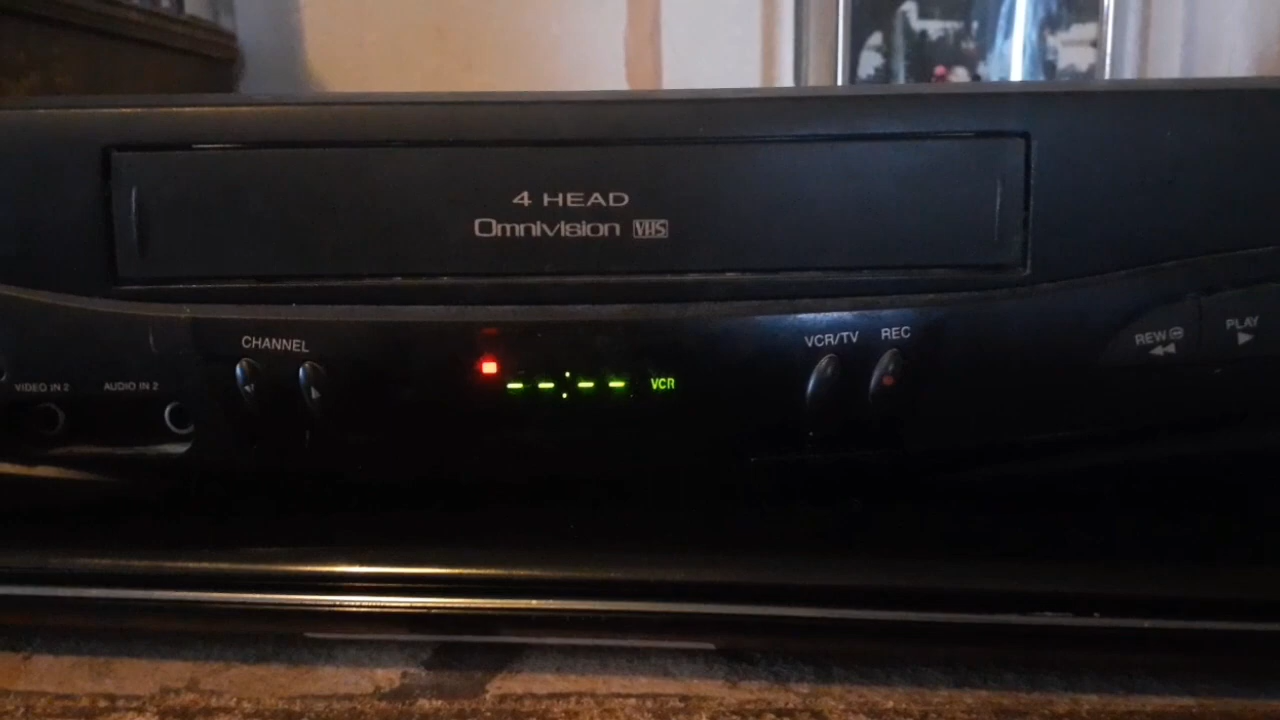 4 HEAD
Omnivision VHS
CHANNEL
VCR/TV
REC
REW
PLAY
VIDEO IN 2
AUDIO IN 2
--:--
VCR